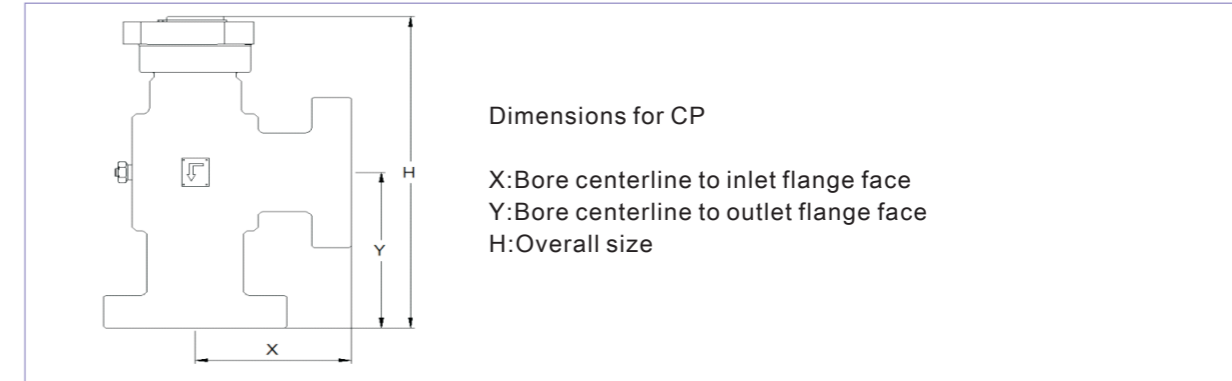 Dimensions for CP
X:Bore centerline to inlet flange face
Y:Bore centerline to outlet flange face
H:Overall size
H
Y
X